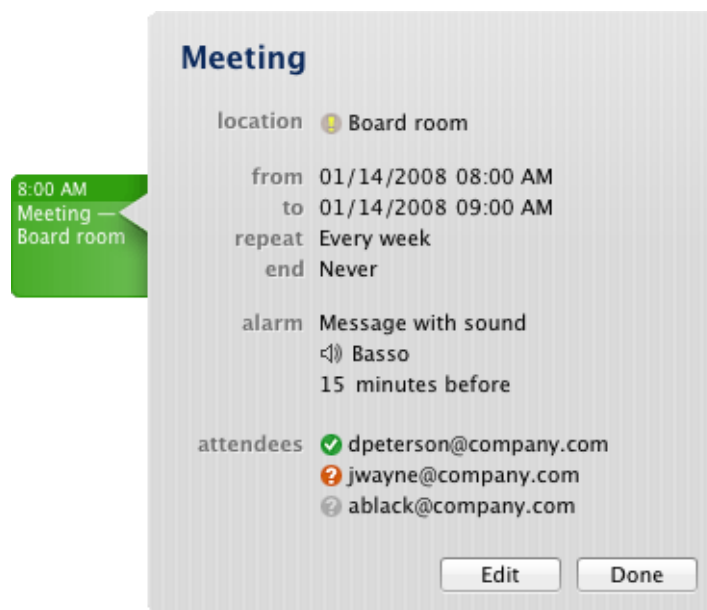 Meeting
location Board room
8:00 AM
Meeting —
Board room
from 01/14/2008 08:00 AM
to 01/14/2008 09:00 AM
repeat Every week
end Never
alarm Message with sound
Basso
15 minutes before
attendees dpeterson@company.com
jwayne@company.com
ablack@company.com
Edit Done